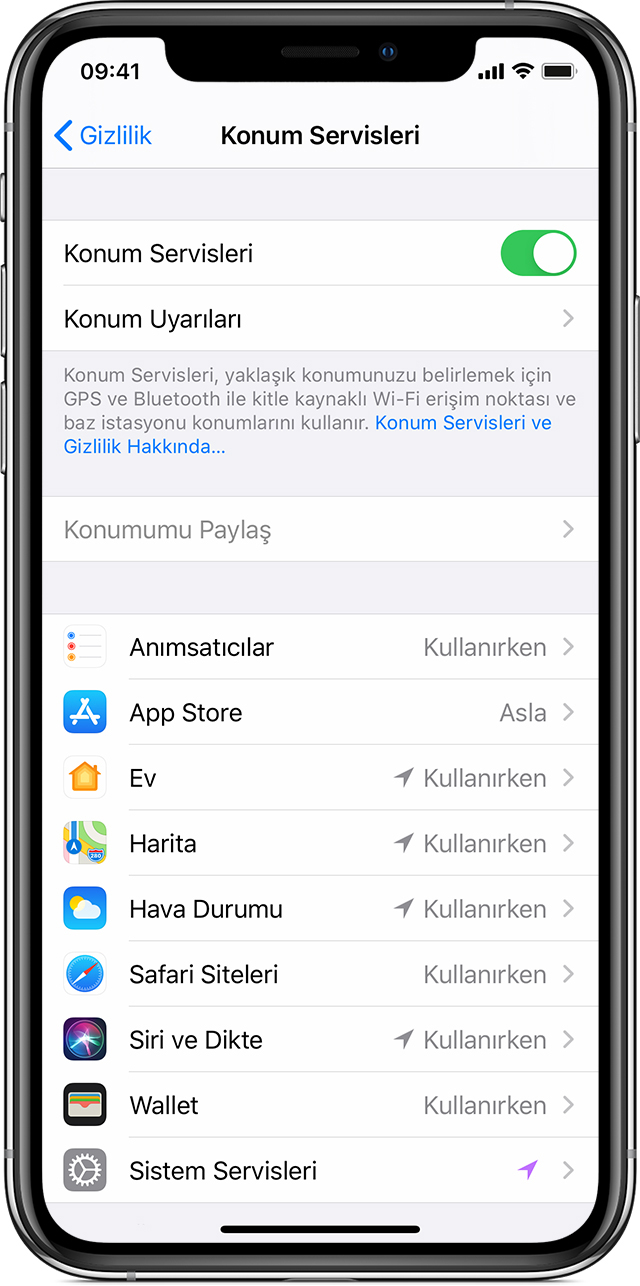 09:41
Gizlilik
Konum Servisleri
Konum Servisleri
Konum Uyarıları
Konum Servisleri, yaklaşık konumunuzu belirlemek için
GPS ve Bluetooth ile kitle kaynaklı Wi-Fi erişim noktası ve
baz istasyonu konumlarını kullanır. Konum Servisleri ve
Gizlilik Hakkında...
Konumumu Paylaş
Anımsatıcılar Kullanırken
App Store Asla
Ev Kullanırken
Harita Kullanırken
280
Hava Durumu Kullanırken
Safari Siteleri Kullanırken
Siri ve Dikte Kullanırken
Wallet Kullanırken
Sistem Servisleri